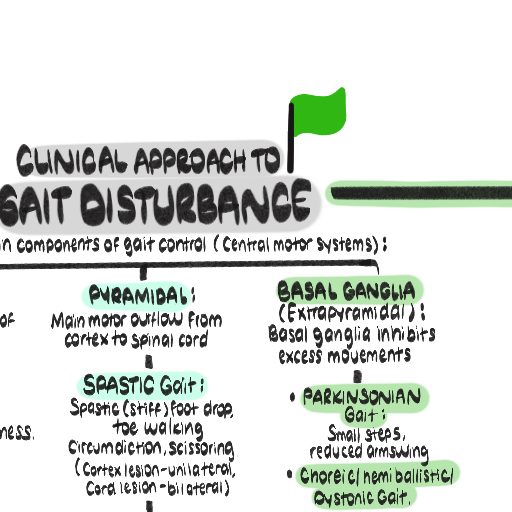 CLINICAL APPROACH TO
GAIT DISTURBANCE
in components of gait control (Central motor systems):
PYRAMIDAL:
Main motor outflow from
cortex to spinal cord
SPASTIC Gait:
Spastic (stiff) foot drop,
toe walking
Circumdiction, scissoring
(Cortex lesion-unilateral,
Cord lesion-bilateral)
BASAL GANGLIA
(Extrapyramidal):
Basal ganglia inhibits
excess movements
• PARKINSONIAN
Gait:
Small steps,
reduced armswing
• Choreic/hemiballistic/
Dystonic Gait.
of
ness.